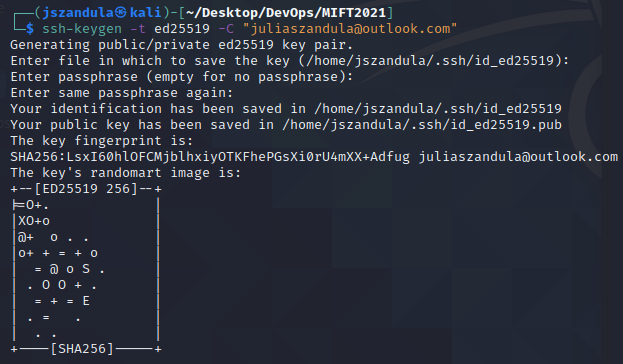 ┌──(jszandula㉿kali)-[~/Desktop/DevOps/MIFT2021]
└─$ ssh-keygen -t ed25519 -C "juliaszandula@outlook.com"
Generating public/private ed25519 key pair.
Enter file in which to save the key (/home/jszandula/.ssh/id_ed25519):
Enter passphrase (empty for no passphrase):
Enter same passphrase again:
Your identification has been saved in /home/jszandula/.ssh/id_ed25519
Your public key has been saved in /home/jszandula/.ssh/id_ed25519.pub
The key fingerprint is:
SHA256:LsxI60hlOFCMjblhxiyOTKFhePGsXi0rU4mXX+Adfug juliaszandula@outlook.com
The key's randomart image is:
+--[ED25519 256]--+
|=O+.             |
|XO+o             |
|@+  o . .        |
|o+ + = + o       |
|  = @ o S .      |
| . O O + .       |
|  = + = E        |
| . =   .         |
|  . .            |
+----[SHA256]-----+